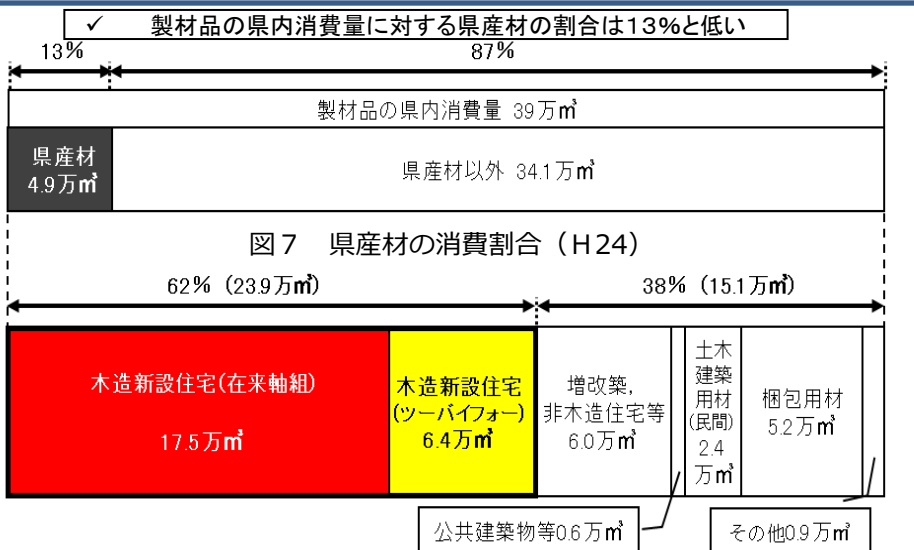 ✓ 製材品の県内消費量に対する県産材の割合は13%と低い
13%
87%
製材品の県内消費量 39万㎥
県産材
4.9万㎥
県産材以外 34.1万㎥
図7 県産材の消費割合（H24）
62% (23.9万㎥)
38% (15.1万㎥)
木造新設住宅(在来軸組)
17.5万㎥
木造新設住宅
(ツーバイフォー)
6.4万㎥
増改築,
非木造住宅等
6.0万㎥
土木
建築
用材
(民間)
2.4
万㎥
梱包用材
5.2万㎥
公共建築物等0.6万㎥
その他0.9万㎥